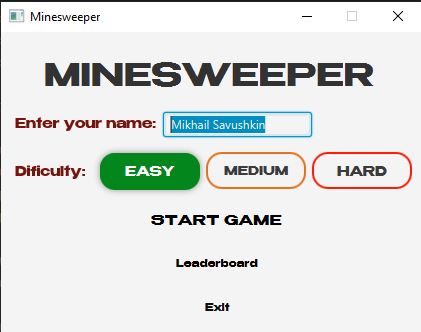 Minesweeper
MINESWEEPER
Enter your name: Mikhail Savushkin
Dificulty: EASY MEDIUM HARD
START GAME
Leaderboard
Exit